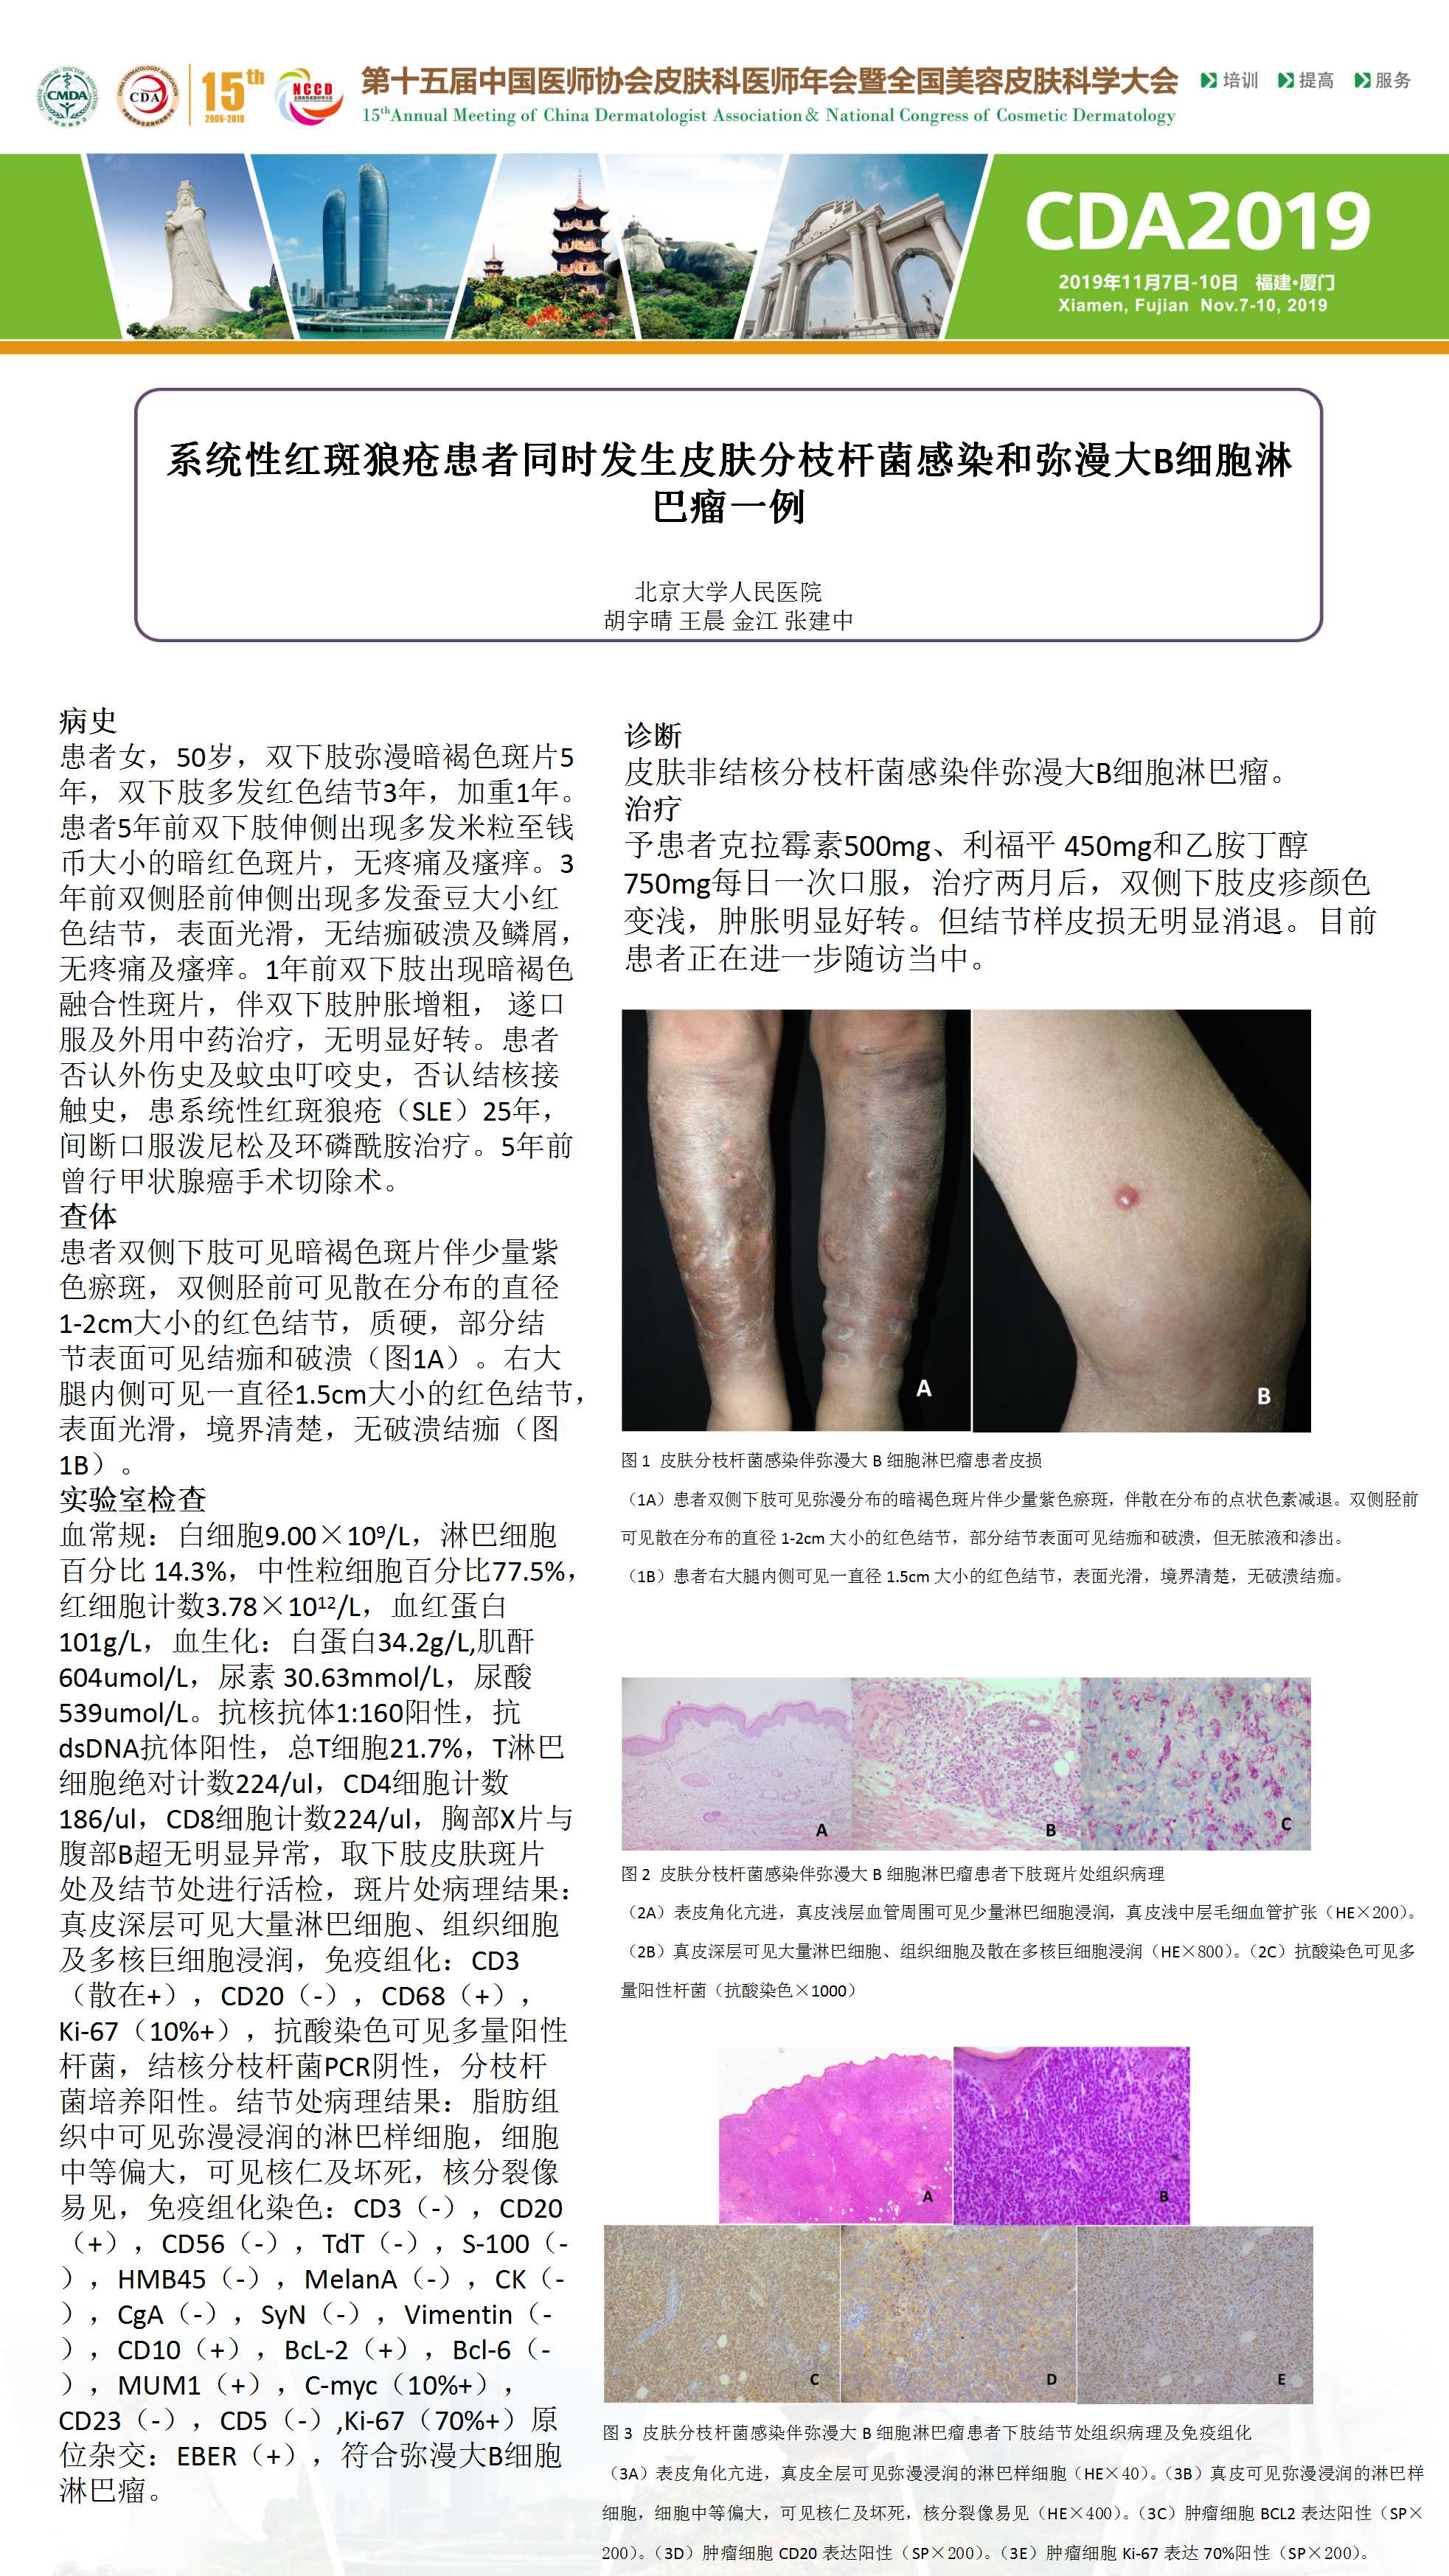 CMDA
CDA
15th
2005-2019
NCCD
第十五届中国医师协会皮肤科医师年会暨全国美容皮肤科学大会
15thAnnual Meeting of China Dermatologist Association& National Congress of Cosmetic Dermatology
培训 提高 服务
CDA2019
2019年11月7日-10日 福建•厦门
Xiamen, Fujian Nov.7-10, 2019
系统性红斑狼疮患者同时发生皮肤分枝杆菌感染和弥漫大B细胞淋
巴瘤一例
北京大学人民医院
胡宇晴 王晨 金江 张建中
病史
患者女，50岁，双下肢弥漫暗褐色斑片5
年，双下肢多发红色结节3年，加重1年。
患者5年前双下肢伸侧出现多发米粒至钱
币大小的暗红色斑片，无疼痛及瘙痒。3
年前双侧胫前伸侧出现多发蚕豆大小红
色结节，表面光滑，无结痂破溃及鳞屑，
无疼痛及瘙痒。1年前双下肢出现暗褐色
融合性斑片，伴双下肢肿胀增粗， 遂口
服及外用中药治疗，无明显好转。患者
否认外伤史及蚊虫叮咬史，否认结核接
触史，患系统性红斑狼疮（SLE）25年，
间断口服泼尼松及环磷酰胺治疗。5年前
曾行甲状腺癌手术切除术。
查体
患者双侧下肢可见暗褐色斑片伴少量紫
色瘀斑，双侧胫前可见散在分布的直径
1-2cm大小的红色结节，质硬，部分结
节表面可见结痂和破溃（图1A）。右大
腿内侧可见一直径1.5cm大小的红色结节，
表面光滑，境界清楚，无破溃结痂（图
1B）。
实验室检查
血常规：白细胞9.00×10⁹/L，淋巴细胞
百分比 14.3%，中性粒细胞百分比77.5%，
红细胞计数3.78×10¹²/L，血红蛋白
101g/L，血生化：白蛋白34.2g/L,肌酐
604umol/L，尿素 30.63mmol/L，尿酸
539umol/L。抗核抗体1:160阳性，抗
dsDNA抗体阳性，总T细胞21.7%，T淋巴
细胞绝对计数224/ul，CD4细胞计数
186/ul，CD8细胞计数224/ul，胸部X片与
腹部B超无明显异常，取下肢皮肤斑片
处及结节处进行活检，斑片处病理结果：
真皮深层可见大量淋巴细胞、组织细胞
及多核巨细胞浸润，免疫组化：CD3
（散在+），CD20（-），CD68（+），
Ki-67（10%+），抗酸染色可见多量阳性
杆菌，结核分枝杆菌PCR阴性，分枝杆
菌培养阳性。结节处病理结果：脂肪组
织中可见弥漫浸润的淋巴样细胞，细胞
中等偏大，可见核仁及坏死，核分裂像
易见，免疫组化染色：CD3（-），CD20
（+），CD56（-），TdT（-），S-100（-
），HMB45（-），MelanA（-），CK（-
），CgA（-），SyN（-），Vimentin（-
），CD10（+），BcL-2（+），Bcl-6（-
），MUM1（+），C-myc（10%+），
CD23（-），CD5（-）,Ki-67（70%+）原
位杂交：EBER（+），符合弥漫大B细胞
淋巴瘤。
诊断
皮肤非结核分枝杆菌感染伴弥漫大B细胞淋巴瘤。
治疗
予患者克拉霉素500mg、利福平 450mg和乙胺丁醇
750mg每日一次口服，治疗两月后，双侧下肢皮疹颜色
变浅，肿胀明显好转。但结节样皮损无明显消退。目前
患者正在进一步随访当中。
A
B
图 1 皮肤分枝杆菌感染伴弥漫大 B 细胞淋巴瘤患者皮损
（1A）患者双侧下肢可见弥漫分布的暗褐色斑片伴少量紫色瘀斑，伴散在分布的点状色素减退。双侧胫前
可见散在分布的直径 1-2cm 大小的红色结节，部分结节表面可见结痂和破溃，但无脓液和渗出。
（1B）患者右大腿内侧可见一直径 1.5cm 大小的红色结节，表面光滑，境界清楚，无破溃结痂。
A
B
C
图 2 皮肤分枝杆菌感染伴弥漫大 B 细胞淋巴瘤患者下肢斑片处组织病理
（2A）表皮角化亢进，真皮浅层血管周围可见少量淋巴细胞浸润，真皮浅中层毛细血管扩张（HE×200）。
（2B）真皮深层可见大量淋巴细胞、组织细胞及散在多核巨细胞浸润（HE×800）。（2C）抗酸染色可见多
量阳性杆菌（抗酸染色×1000）
A
B
C
D
E
图 3 皮肤分枝杆菌感染伴弥漫大 B 细胞淋巴瘤患者下肢结节处组织病理及免疫组化
（3A）表皮角化亢进，真皮全层可见弥漫浸润的淋巴样细胞（HE×40）。（3B）真皮可见弥漫浸润的淋巴样
细胞，细胞中等偏大，可见核仁及坏死，核分裂像易见（HE×400）。（3C）肿瘤细胞 BCL2 表达阳性（SP×
200）。（3D）肿瘤细胞 CD20 表达阳性（SP×200）。（3E）肿瘤细胞 Ki-67 表达 70%阳性（SP×200）。